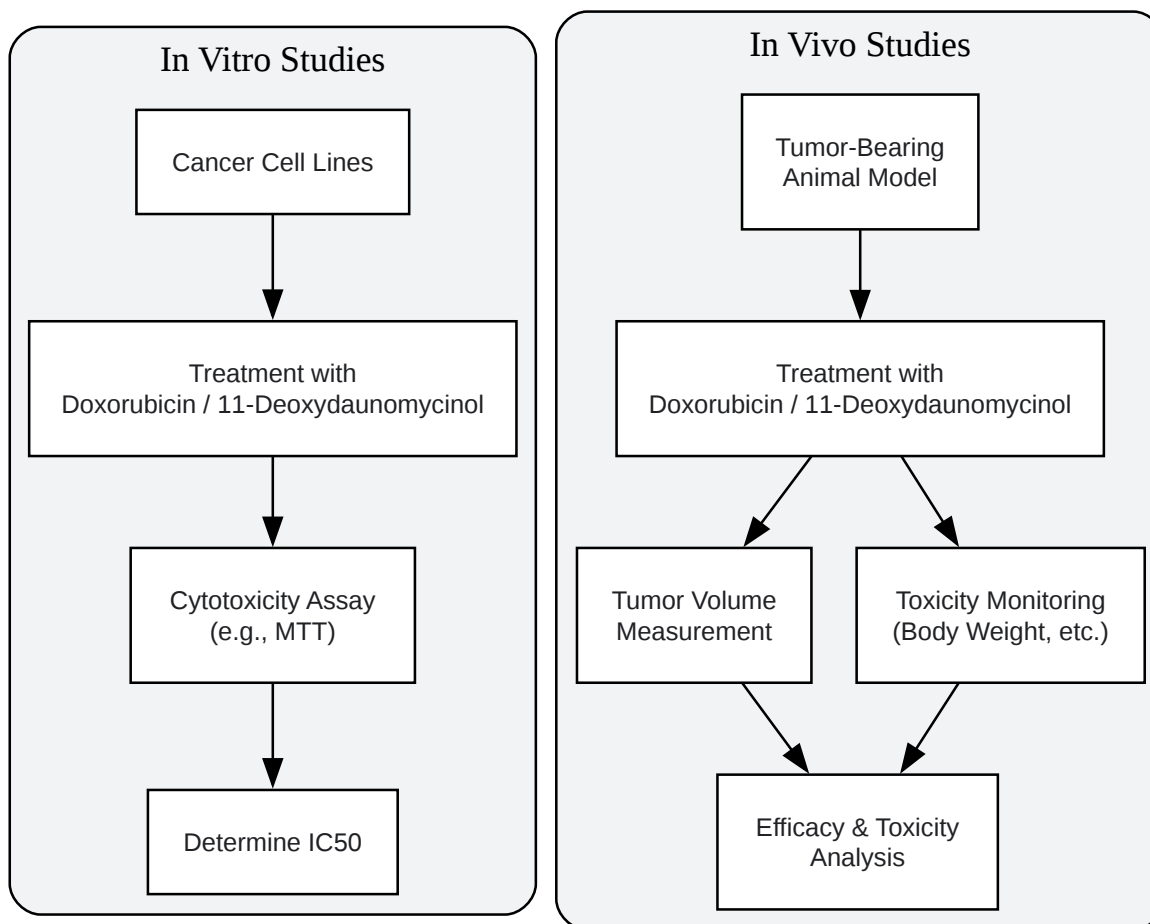 In Vitro Studies
Cancer Cell Lines
Treatment with
Doxorubicin / 11-Deoxydaunomycinol
Cytotoxicity Assay
(e.g., MTT)
Determine IC50
In Vivo Studies
Tumor-Bearing
Animal Model
Treatment with
Doxorubicin / 11-Deoxydaunomycinol
Tumor Volume
Measurement
Toxicity Monitoring
(Body Weight, etc.)
Efficacy & Toxicity
Analysis